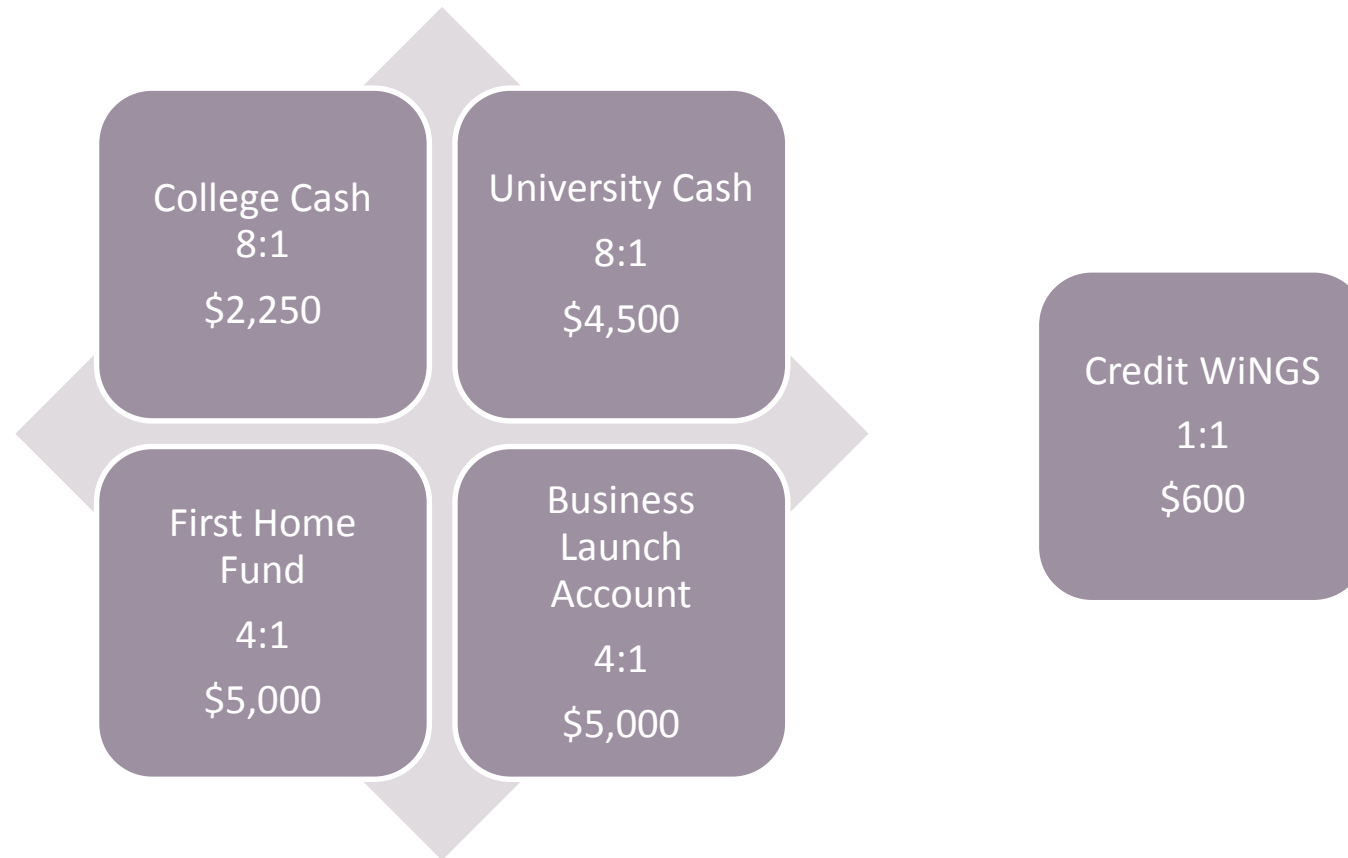 College Cash
8:1
$2,250
University Cash
8:1
$4,500
First Home
Fund
4:1
$5,000
Business
Launch
Account
4:1
$5,000
Credit WiNGS
1:1
$600